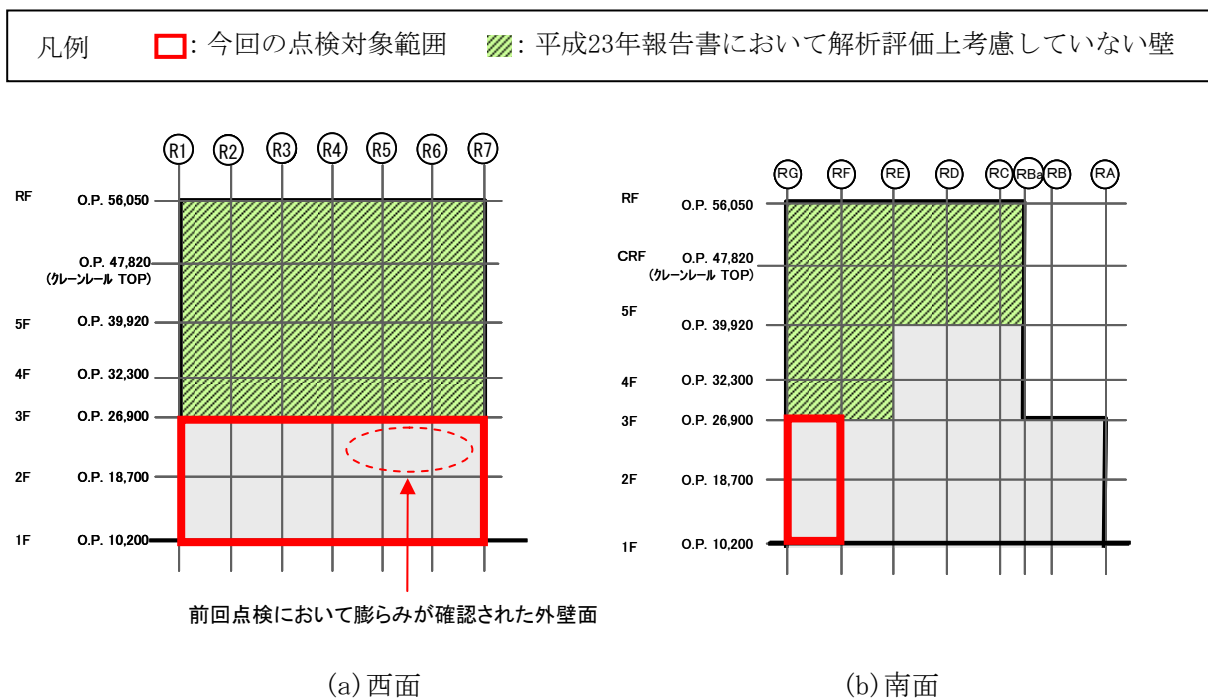 凡例 : 今回の点検対象範囲 : 平成23年報告書において解析評価上考慮していない壁
R1 R2 R3 R4 R5 R6 R7
RF O.P. 56,050
O.P. 47,820
(クレーンレール TOP)
5F O.P. 39,920
4F O.P. 32,300
3F O.P. 26,900
2F O.P. 18,700
1F O.P. 10,200
前回点検において膨らみが確認された外壁面
(a) 西面
RG RF RE RD RC RBa RB RA
RF O.P. 56,050
CRF O.P. 47,820
(クレーンレール TOP)
5F O.P. 39,920
4F O.P. 32,300
3F O.P. 26,900
2F O.P. 18,700
1F O.P. 10,200
(b) 南面